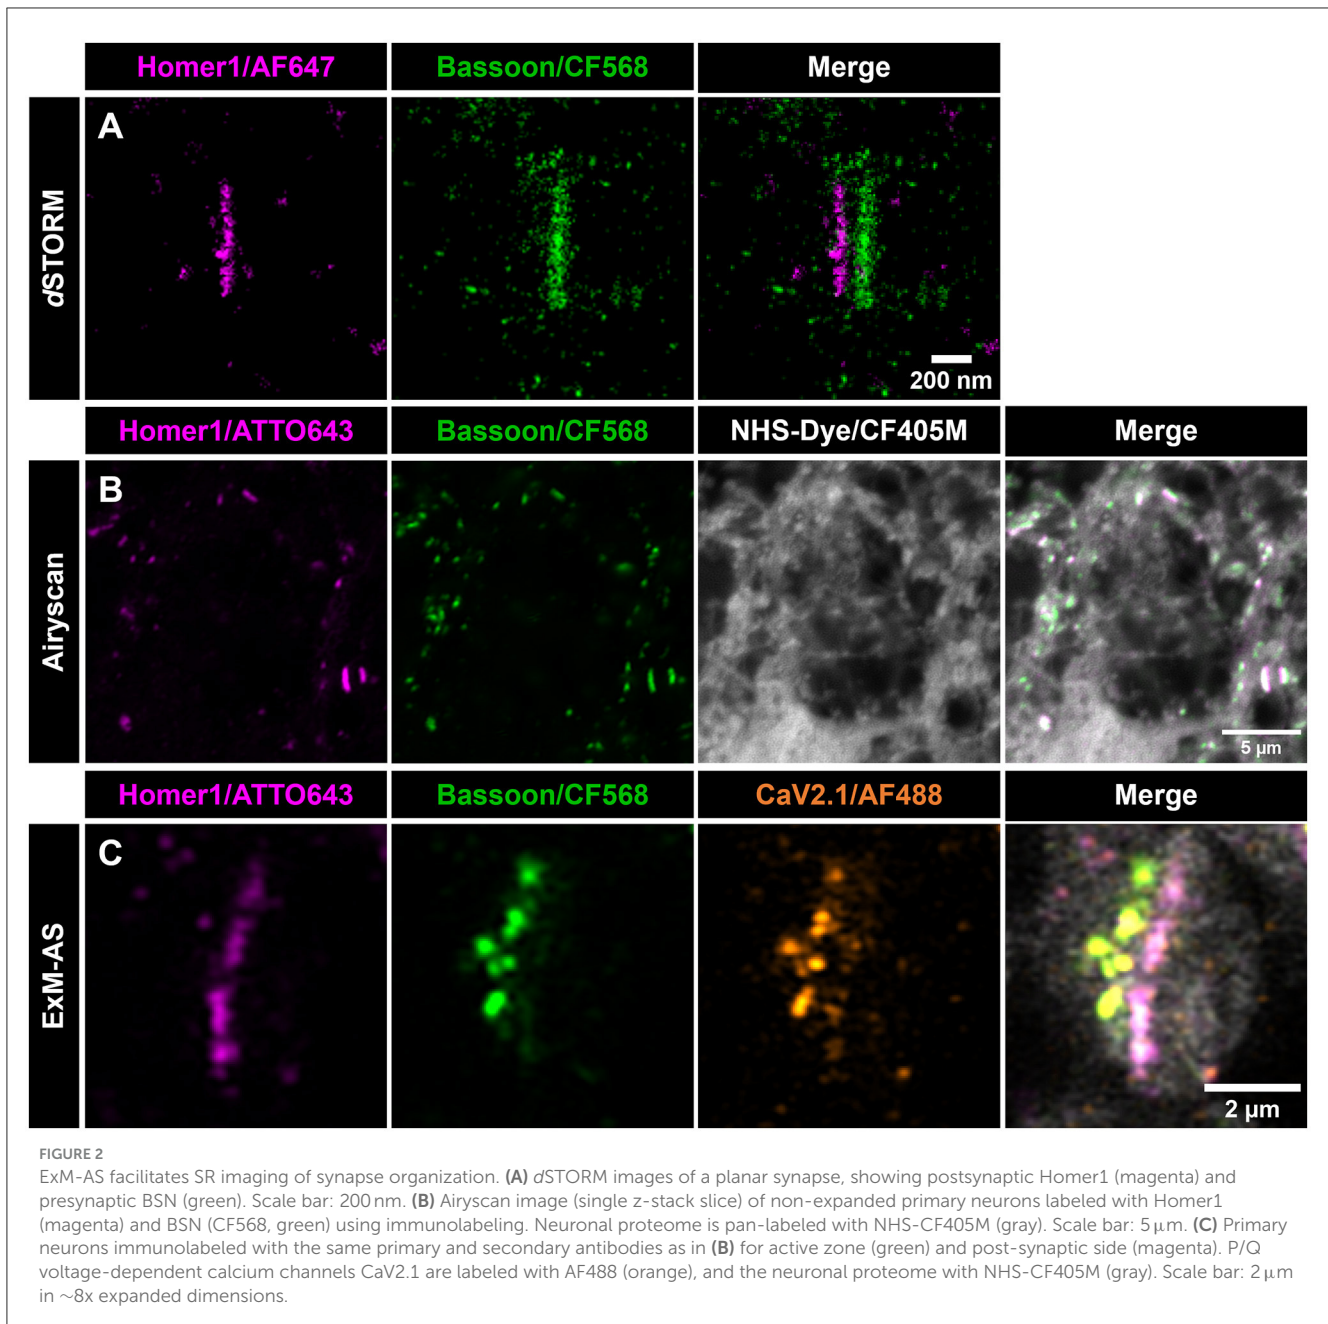 Homer1/AF647 Bassoon/CF568 Merge
A
dSTORM
200 nm
Homer1/ATTO643 Bassoon/CF568 NHS-Dye/CF405M Merge
B
Airyscan
5 µm
Homer1/ATTO643 Bassoon/CF568 CaV2.1/AF488 Merge
C
ExM-AS
2 µm
FIGURE 2
ExM-AS facilitates SR imaging of synapse organization. (A) dSTORM images of a planar synapse, showing postsynaptic Homer1 (magenta) and
presynaptic BSN (green). Scale bar: 200 nm. (B) Airyscan image (single z-stack slice) of non-expanded primary neurons labeled with Homer1
(magenta) and BSN (CF568, green) using immunolabeling. Neuronal proteome is pan-labeled with NHS-CF405M (gray). Scale bar: 5 µm. (C) Primary
neurons immunolabeled with the same primary and secondary antibodies as in (B) for active zone (green) and post-synaptic side (magenta). P/Q
voltage-dependent calcium channels CaV2.1 are labeled with AF488 (orange), and the neuronal proteome with NHS-CF405M (gray). Scale bar: 2 µm
in ~8x expanded dimensions.